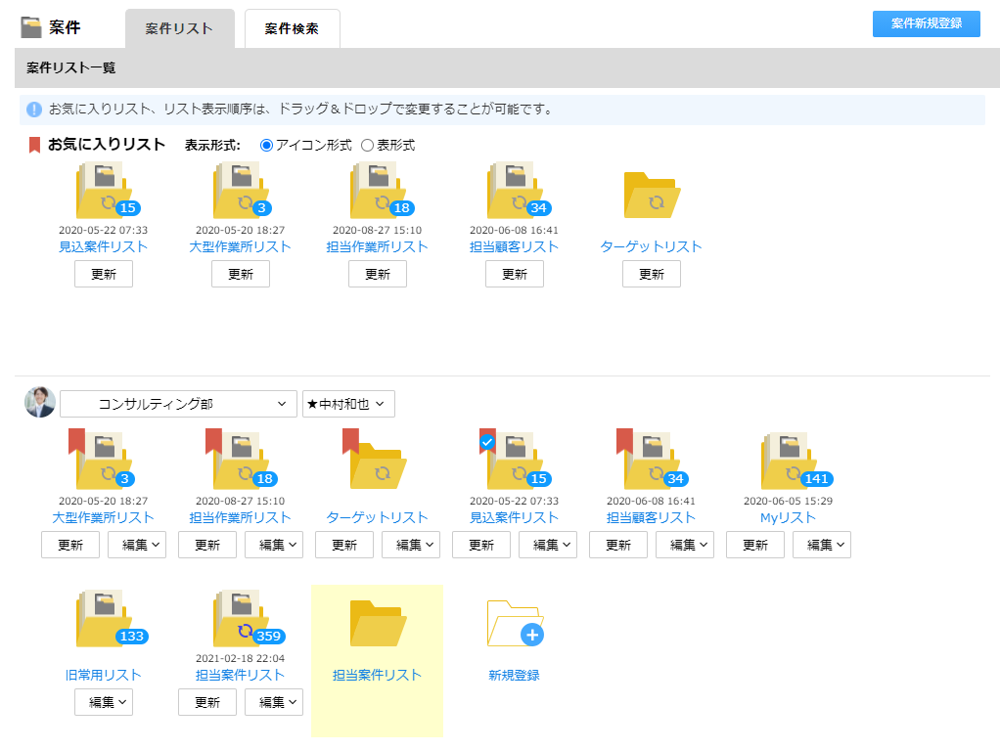 案件
案件リスト
案件検索
案件新規登録
案件リスト一覧
お気に入りリスト、リスト表示順序は、ドラッグ＆ドロップで変更することが可能です。
お気に入りリスト 表示形式: アイコン形式 表形式
15 3 18 34
2020-05-22 07:33 2020-05-20 18:27 2020-08-27 15:10 2020-06-08 16:41
見込案件リスト 大型作業所リスト 担当作業所リスト 担当顧客リスト ターゲットリスト
更新 更新 更新 更新 更新
コンサルティング部 ★中村和也
3 18 15 34 141
2020-05-20 18:27 2020-08-27 15:10 2020-05-22 07:33 2020-06-08 16:41 2020-06-05 15:29
大型作業所リスト 担当作業所リスト ターゲットリスト 見込案件リスト 担当顧客リスト Myリスト
更新 編集 更新 編集 更新 編集 更新 編集 更新 編集 更新 編集
133 359
2021-02-18 22:04
旧常用リスト 担当案件リスト 担当案件リスト 新規登録
編集 更新 編集